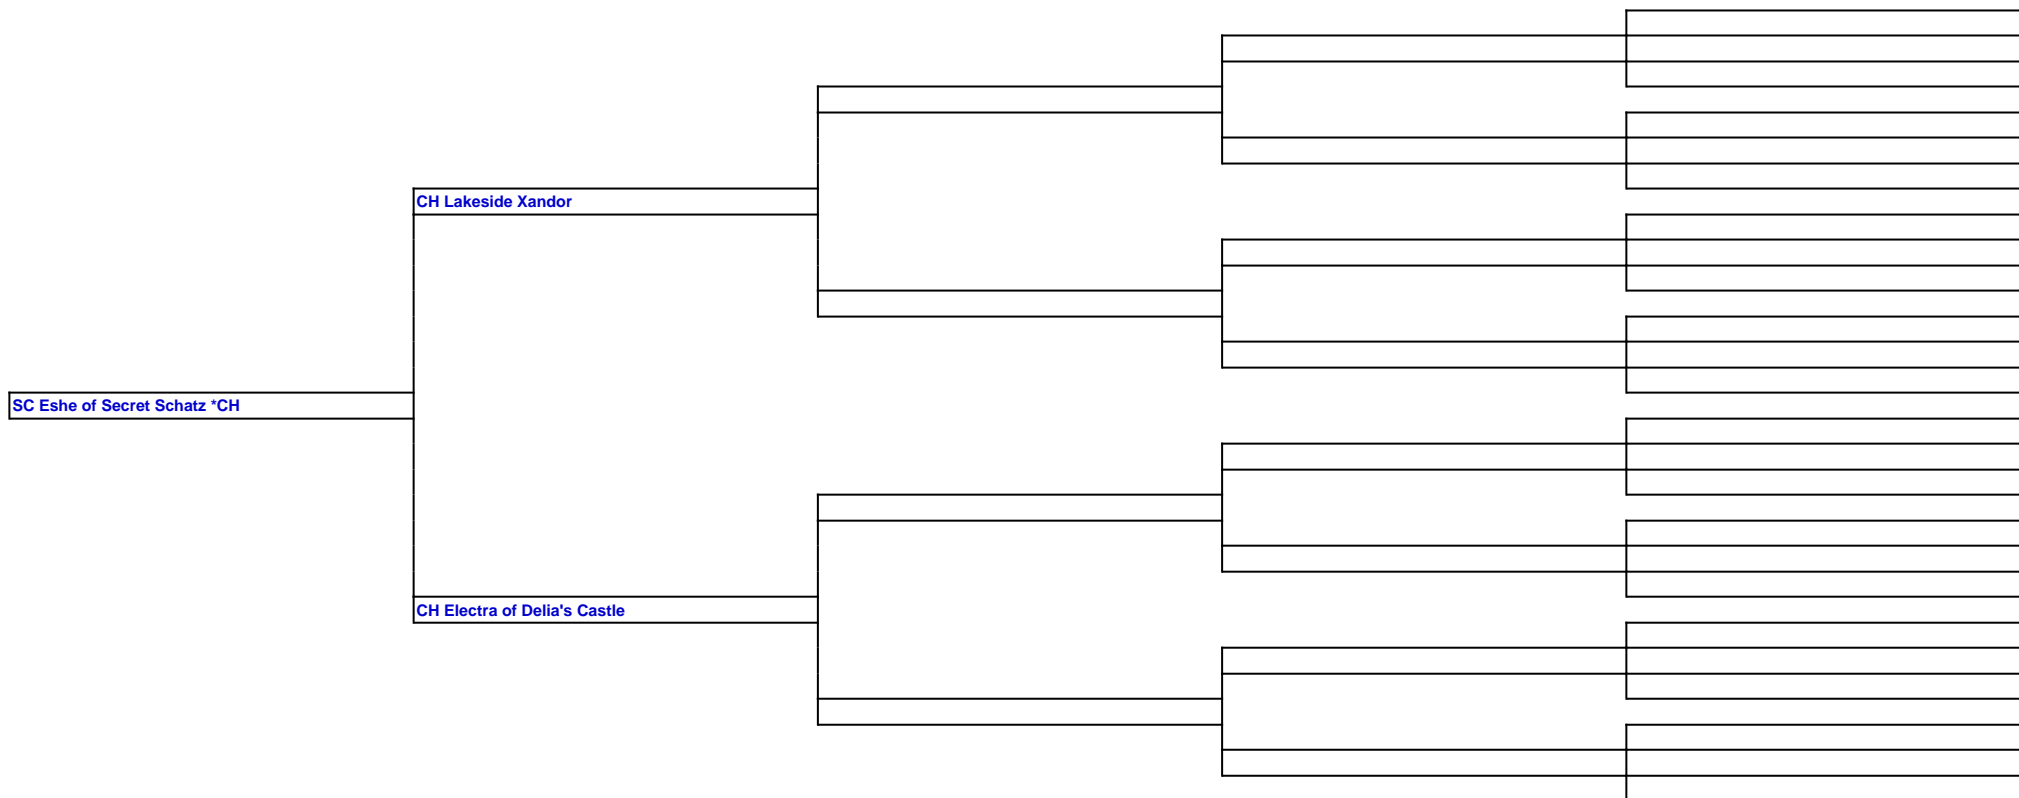 CH Lakeside Xandor
SC Eshe of Secret Schatz *CH
CH Electra of Delia's Castle